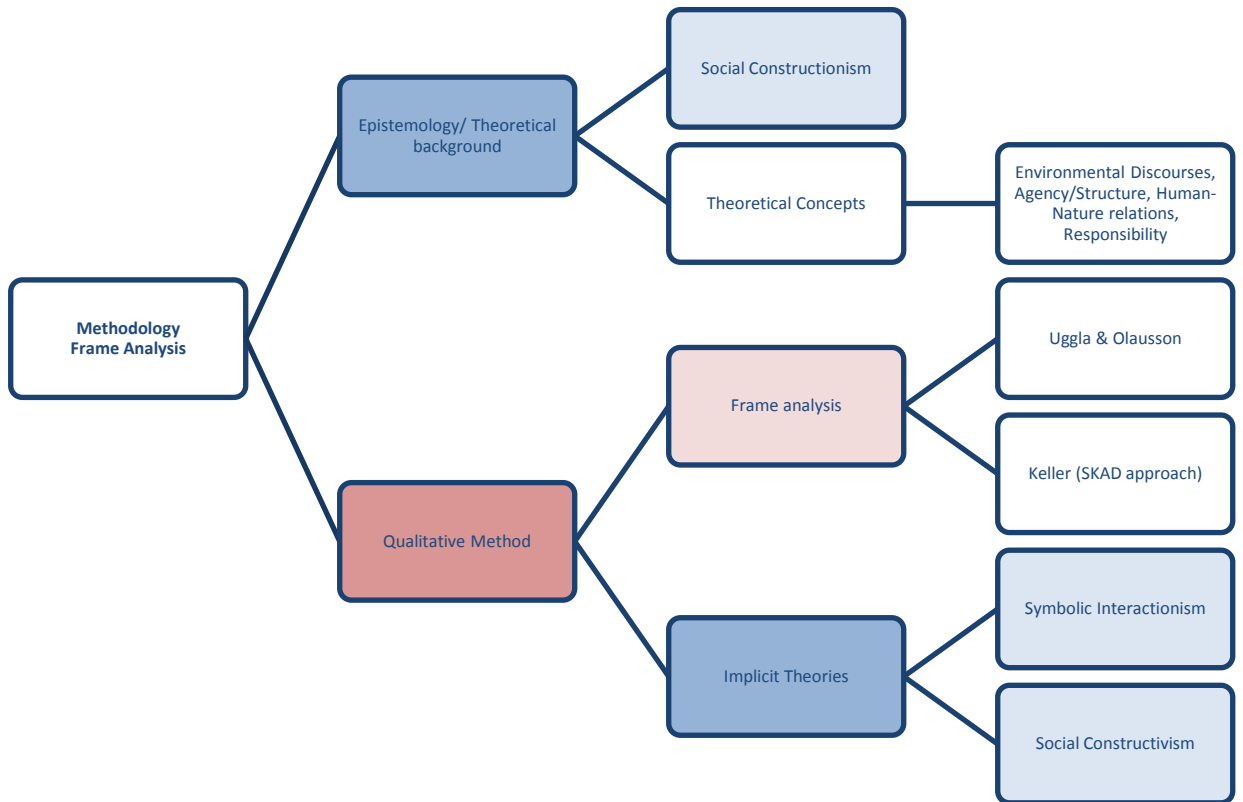 Social Constructionism
Epistemology/ Theoretical
background
Theoretical Concepts
Environmental Discourses,
Agency/Structure, Human-
Nature relations,
Responsibility
Methodology
Frame Analysis
Uggla & Olausson
Frame analysis
Keller (SKAD approach)
Qualitative Method
Symbolic Interactionism
Implicit Theories
Social Constructivism